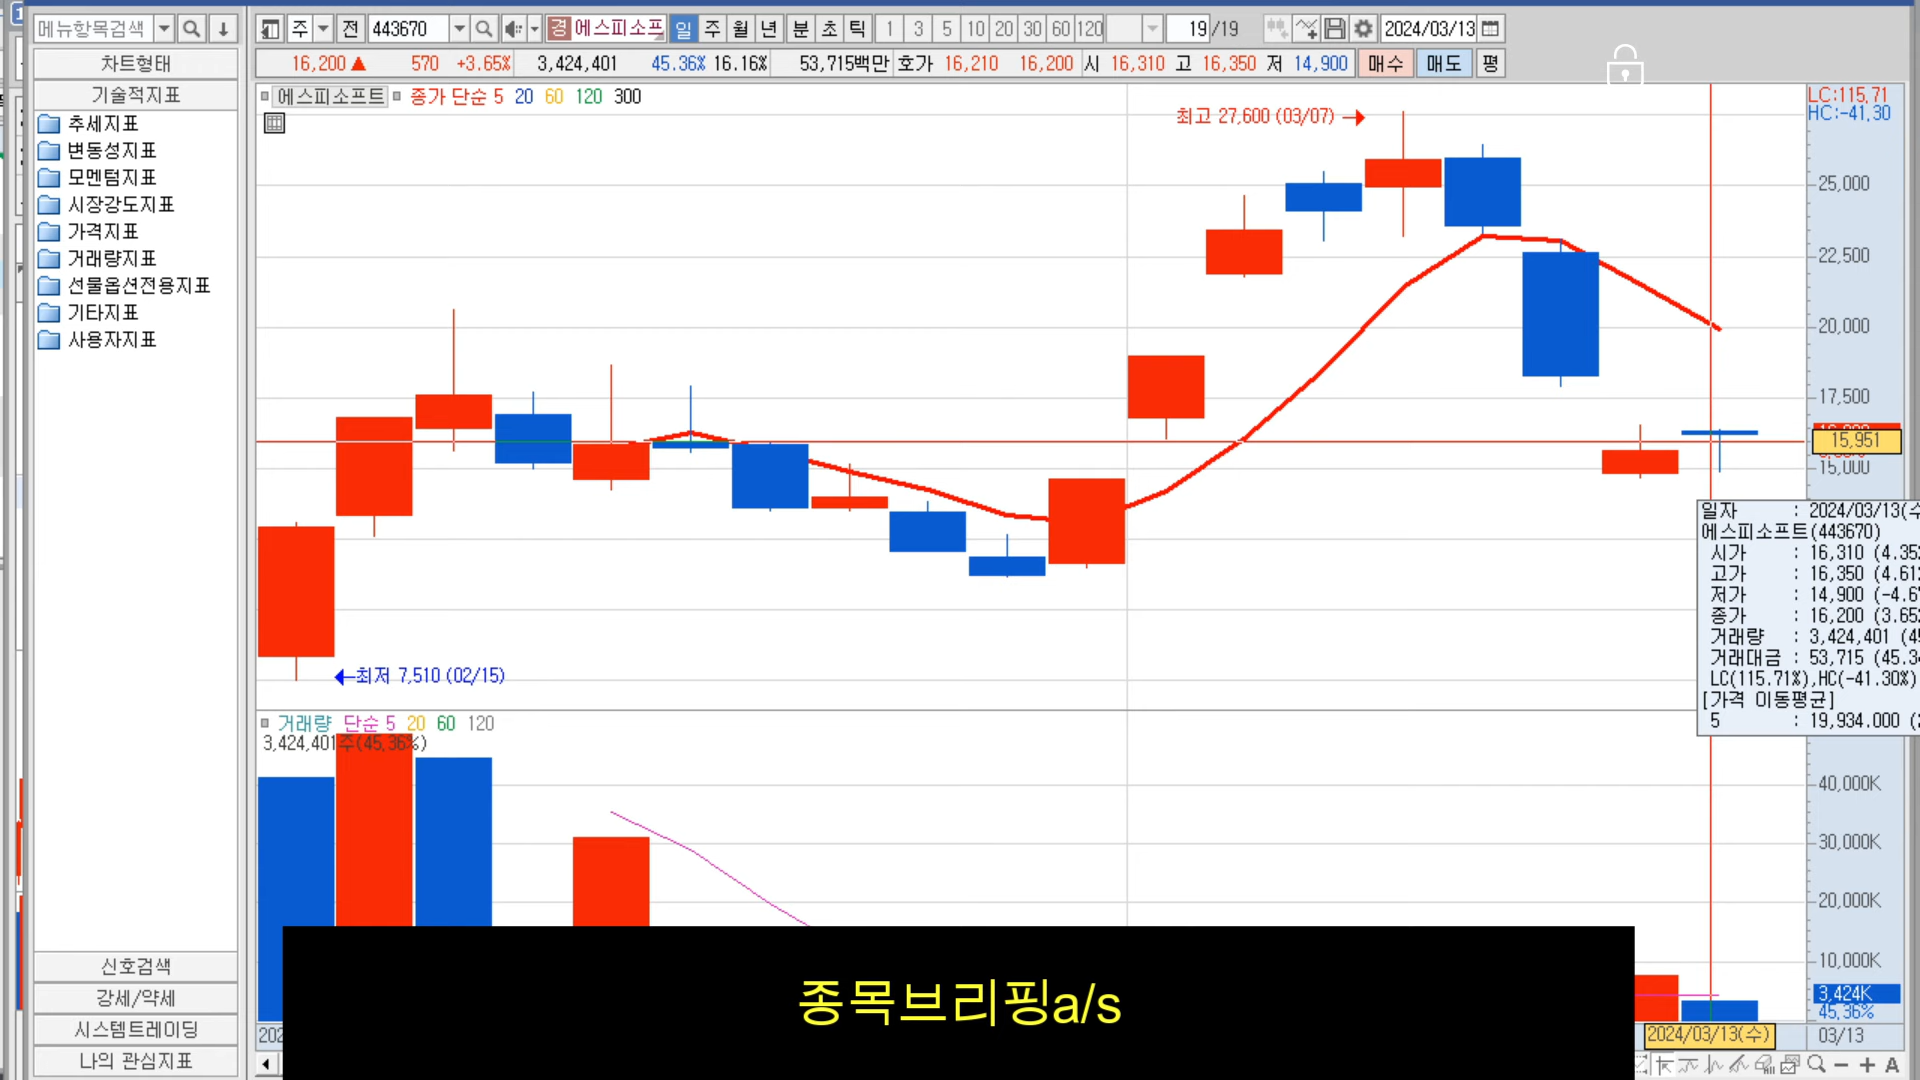 메뉴항목검색
주
전
443670
경 에스피소프
일 주 월 년 분 초 틱 1 3 5 10 20 30 60 120
19/19
2024/03/13
차트형태
16,200 ▲ 570 +3.65% 3,424,401 45.36% 16.16% 53,715백만 호가 16,210 16,200 시 16,310 고 16,350 저 14,900 매수 매도 평
기술적지표
추세지표
변동성지표
모멘텀지표
시장강도지표
가격지표
거래량지표
선물옵션전용지표
기타지표
사용자지표
신호검색
강세/약세
시스템트레이딩
나의 관심지표
에스피소프트 종가 단순 5 20 60 120 300
최고 27,600 (03/07)
LC:115,71
HC:-41,30
25,000
22,500
20,000
17,500
15,951
15,000
최저 7,510 (02/15)
일자 : 2024/03/13(수
에스피소프트(443670)
시가 : 16,310 (4.35
고가 : 16,350 (4.61
저가 : 14,900 (-4.6
종가 : 16,200 (3.65
거래량 : 3,424,401 (4
거래대금 : 53,715 (45.3
LC(115.71%),HC(-41.30%)
[가격 이동평균]
5 : 19,934.000 (
거래량 단순 5 20 60 120
3,424,401주(45,36%)
40,000K
30,000K
20,000K
10,000K
3,424K
45,36%
202
2024/03/13(수)
03/13
종목브리핑a/s
A